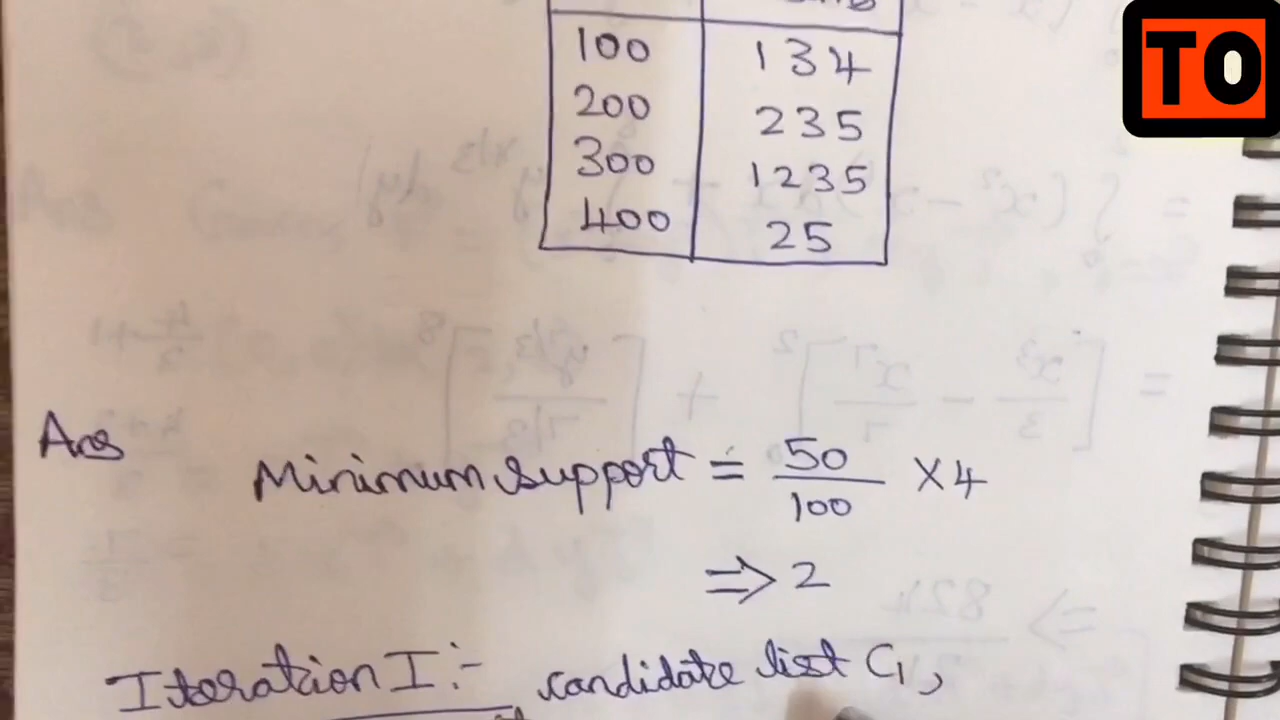 TO
100 134
200 235
300 1235
400 25
Ans
Minimum support = 50/100 × 4
⇒ 2
Iteration I :- candidate list C₁,